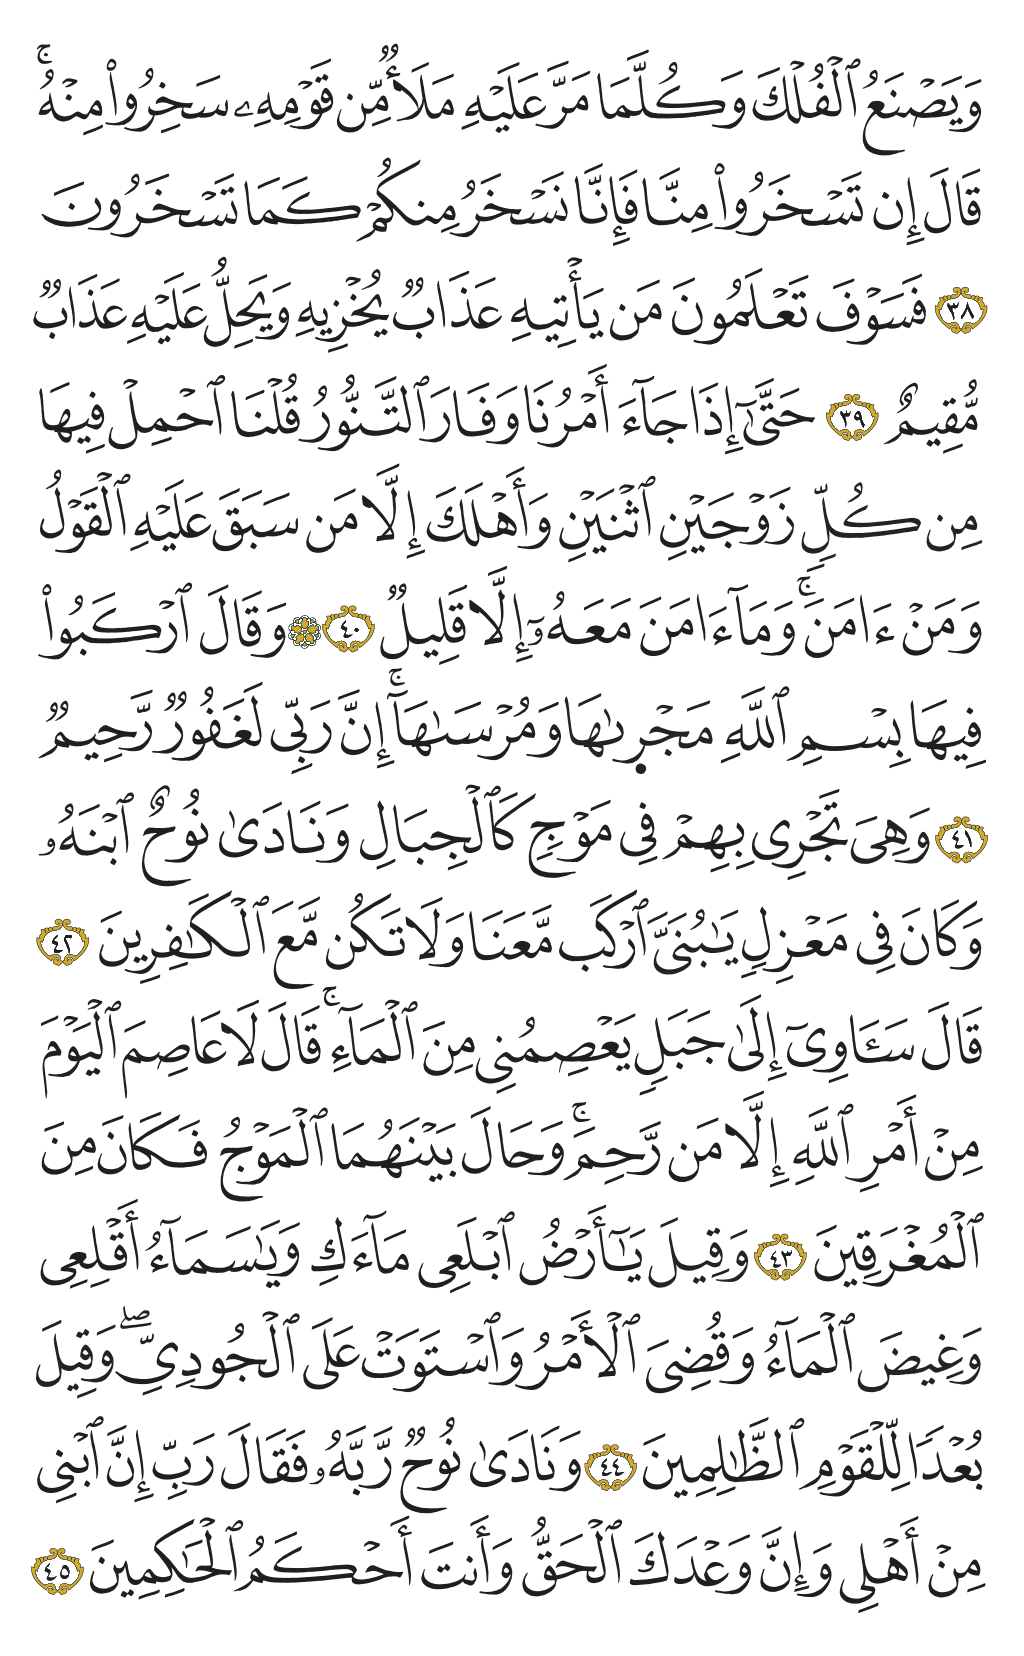 وَيَصْنَعُ ٱلْفُلْكَ وَكُلَّمَا مَرَّ عَلَيْهِ مَلَأٌ مِّن قَوْمِهِۦ سَخِرُوا۟ مِنْهُ ۚ
قَالَ إِن تَسْخَرُوا۟ مِنَّا فَإِنَّا نَسْخَرُ مِنكُمْ كَمَا تَسْخَرُونَ
٣٨ فَسَوْفَ تَعْلَمُونَ مَن يَأْتِيهِ عَذَابٌ يُخْزِيهِ وَيَحِلُّ عَلَيْهِ عَذَابٌ
مُّقِيمٌ ٣٩ حَتَّىٰٓ إِذَا جَآءَ أَمْرُنَا وَفَارَ ٱلتَّنُّورُ قُلْنَا ٱحْمِلْ فِيهَا
مِن كُلٍّ زَوْجَيْنِ ٱثْنَيْنِ وَأَهْلَكَ إِلَّا مَن سَبَقَ عَلَيْهِ ٱلْقَوْلُ
وَمَنْ ءَامَنَ ۚ وَمَآ ءَامَنَ مَعَهُۥٓ إِلَّا قَلِيلٌ ٤٠ ۞ وَقَالَ ٱرْكَبُوا۟
فِيهَا بِسْمِ ٱللَّهِ مَجْر۪ىٰهَا وَمُرْسَىٰهَآ ۚ إِنَّ رَبِّى لَغَفُورٌ رَّحِيمٌ
٤١ وَهِىَ تَجْرِى بِهِمْ فِى مَوْجٍ كَٱلْجِبَالِ وَنَادَىٰ نُوحٌ ٱبْنَهُۥ
وَكَانَ فِى مَعْزِلٍ يَـٰبُنَىَّ ٱرْكَب مَّعَنَا وَلَا تَكُن مَّعَ ٱلْكَـٰفِرِينَ ٤٢
قَالَ سَـَٔاوِىٓ إِلَىٰ جَبَلٍ يَعْصِمُنِى مِنَ ٱلْمَآءِ ۚ قَالَ لَا عَاصِمَ ٱلْيَوْمَ
مِنْ أَمْرِ ٱللَّهِ إِلَّا مَن رَّحِمَ ۚ وَحَالَ بَيْنَهُمَا ٱلْمَوْجُ فَكَانَ مِنَ
ٱلْمُغْرَقِينَ ٤٣ وَقِيلَ يَـٰٓأَرْضُ ٱبْلَعِى مَآءَكِ وَيَـٰسَمَآءُ أَقْلِعِى
وَغِيضَ ٱلْمَآءُ وَقُضِىَ ٱلْأَمْرُ وَٱسْتَوَتْ عَلَى ٱلْجُودِىِّ ۖ وَقِيلَ
بُعْدًا لِّلْقَوْمِ ٱلظَّـٰلِمِينَ ٤٤ وَنَادَىٰ نُوحٌ رَّبَّهُۥ فَقَالَ رَبِّ إِنَّ ٱبْنِى
مِنْ أَهْلِى وَإِنَّ وَعْدَكَ ٱلْحَقُّ وَأَنتَ أَحْكَمُ ٱلْحَـٰكِمِينَ ٤٥